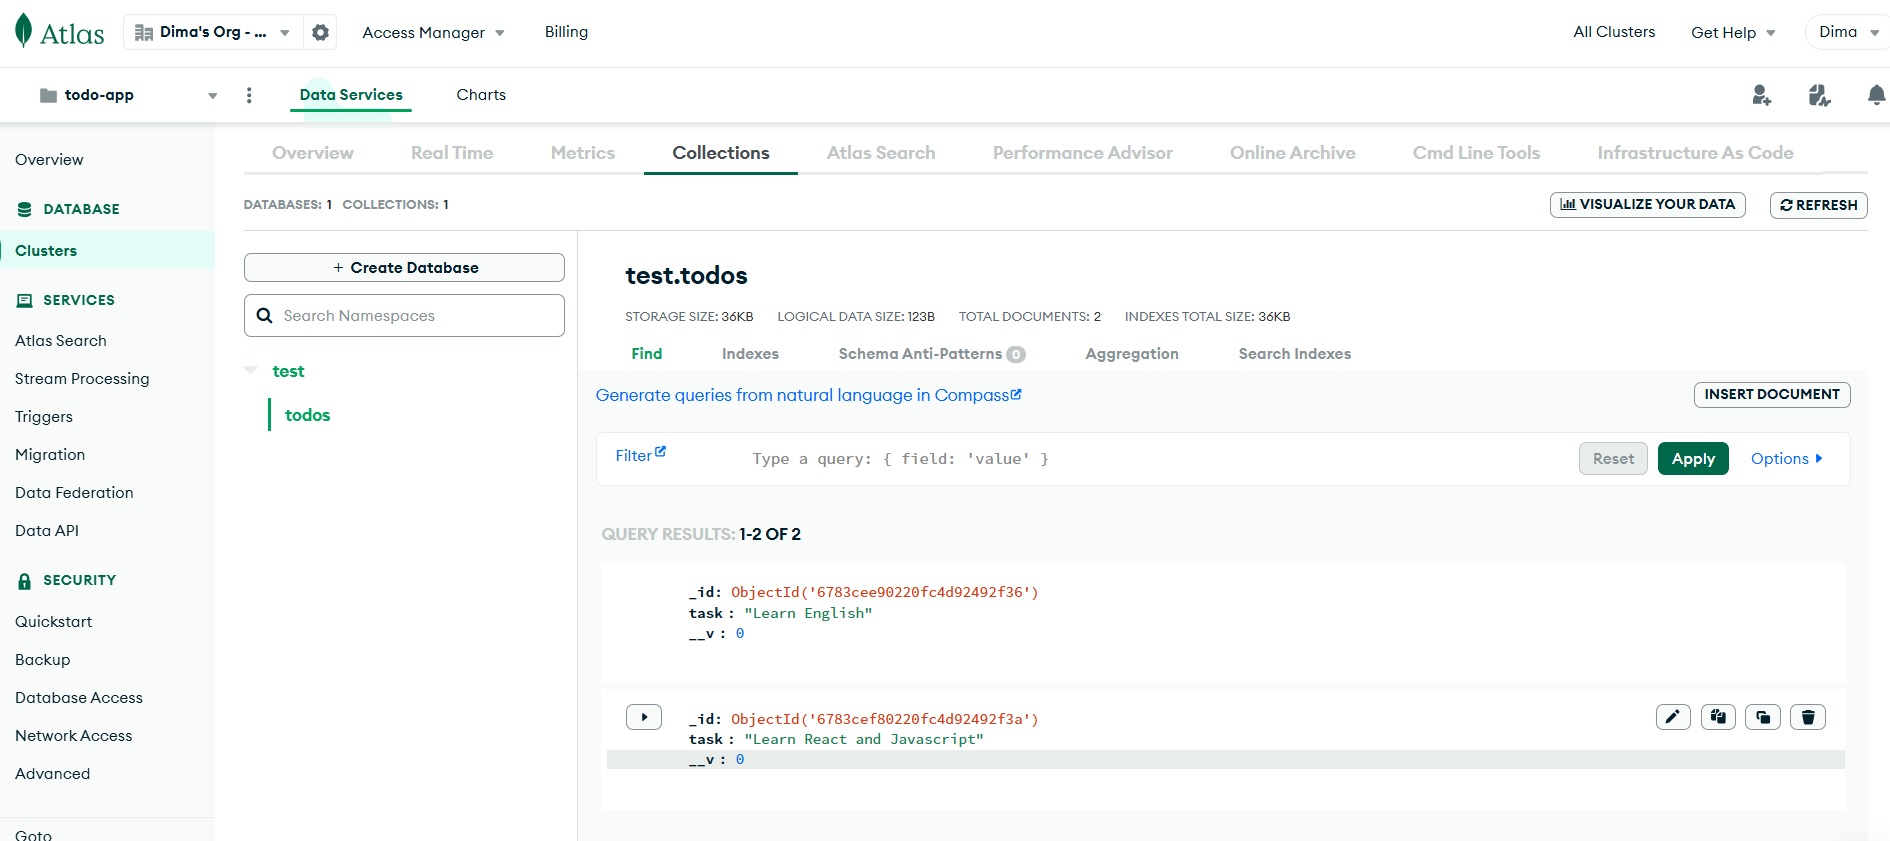 Atlas
Dima's Org - ...
Access Manager
Billing
All Clusters
Get Help
Dima
todo-app
Data Services
Charts
Overview
DATABASE
Clusters
SERVICES
Atlas Search
Stream Processing
Triggers
Migration
Data Federation
Data API
SECURITY
Quickstart
Backup
Database Access
Network Access
Advanced
Goto
Overview
Real Time
Metrics
Collections
Atlas Search
Performance Advisor
Online Archive
Cmd Line Tools
Infrastructure As Code
DATABASES: 1 COLLECTIONS: 1
VISUALIZE YOUR DATA
REFRESH
+ Create Database
Search Namespaces
test
todos
test.todos
STORAGE SIZE: 36KB LOGICAL DATA SIZE: 123B TOTAL DOCUMENTS: 2 INDEXES TOTAL SIZE: 36KB
Find
Indexes
Schema Anti-Patterns 0
Aggregation
Search Indexes
Generate queries from natural language in Compass
INSERT DOCUMENT
Filter
Type a query: { field: 'value' }
Reset
Apply
Options
QUERY RESULTS: 1-2 OF 2
_id: ObjectId('6783cee90220fc4d92492f36')
task : "Learn English"
__v : 0
_id: ObjectId('6783cef80220fc4d92492f3a')
task : "Learn React and Javascript"
__v : 0